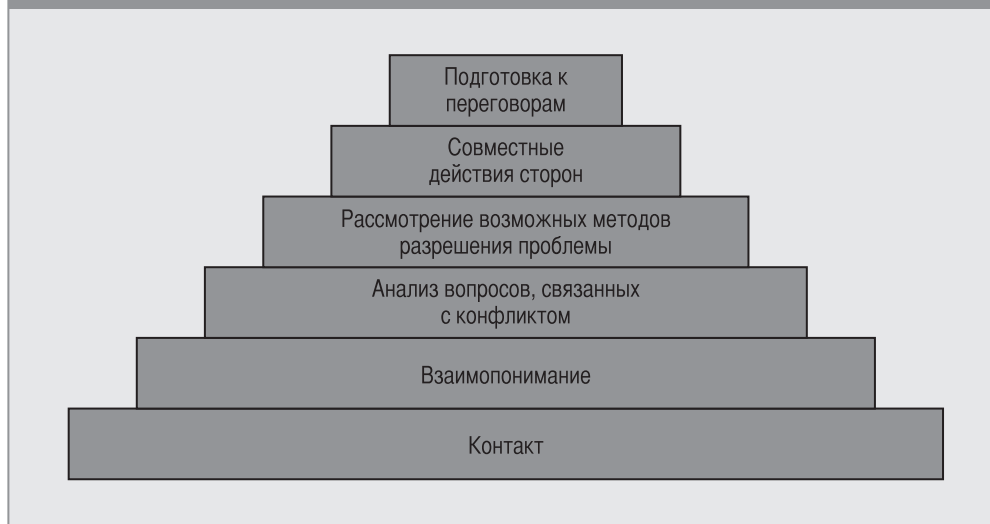 Подготовка к
переговорам
Совместные
действия сторон
Рассмотрение возможных методов
разрешения проблемы
Анализ вопросов, связанных
с конфликтом
Взаимопонимание
Контакт